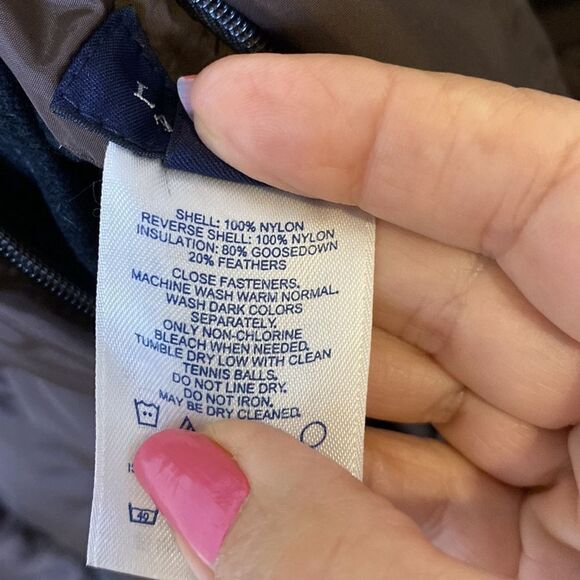 L
SHELL: 100% NYLON
REVERSE SHELL: 100% NYLON
INSULATION: 80% GOOSEDOWN
20% FEATHERS
CLOSE FASTENERS.
MACHINE WASH WARM NORMAL.
WASH DARK COLORS
SEPARATELY.
ONLY NON-CHLORINE
BLEACH WHEN NEEDED.
TUMBLE DRY LOW WITH CLEAN
TENNIS BALLS.
DO NOT LINE DRY.
DO NOT IRON.
MAY BE DRY CLEANED.
40